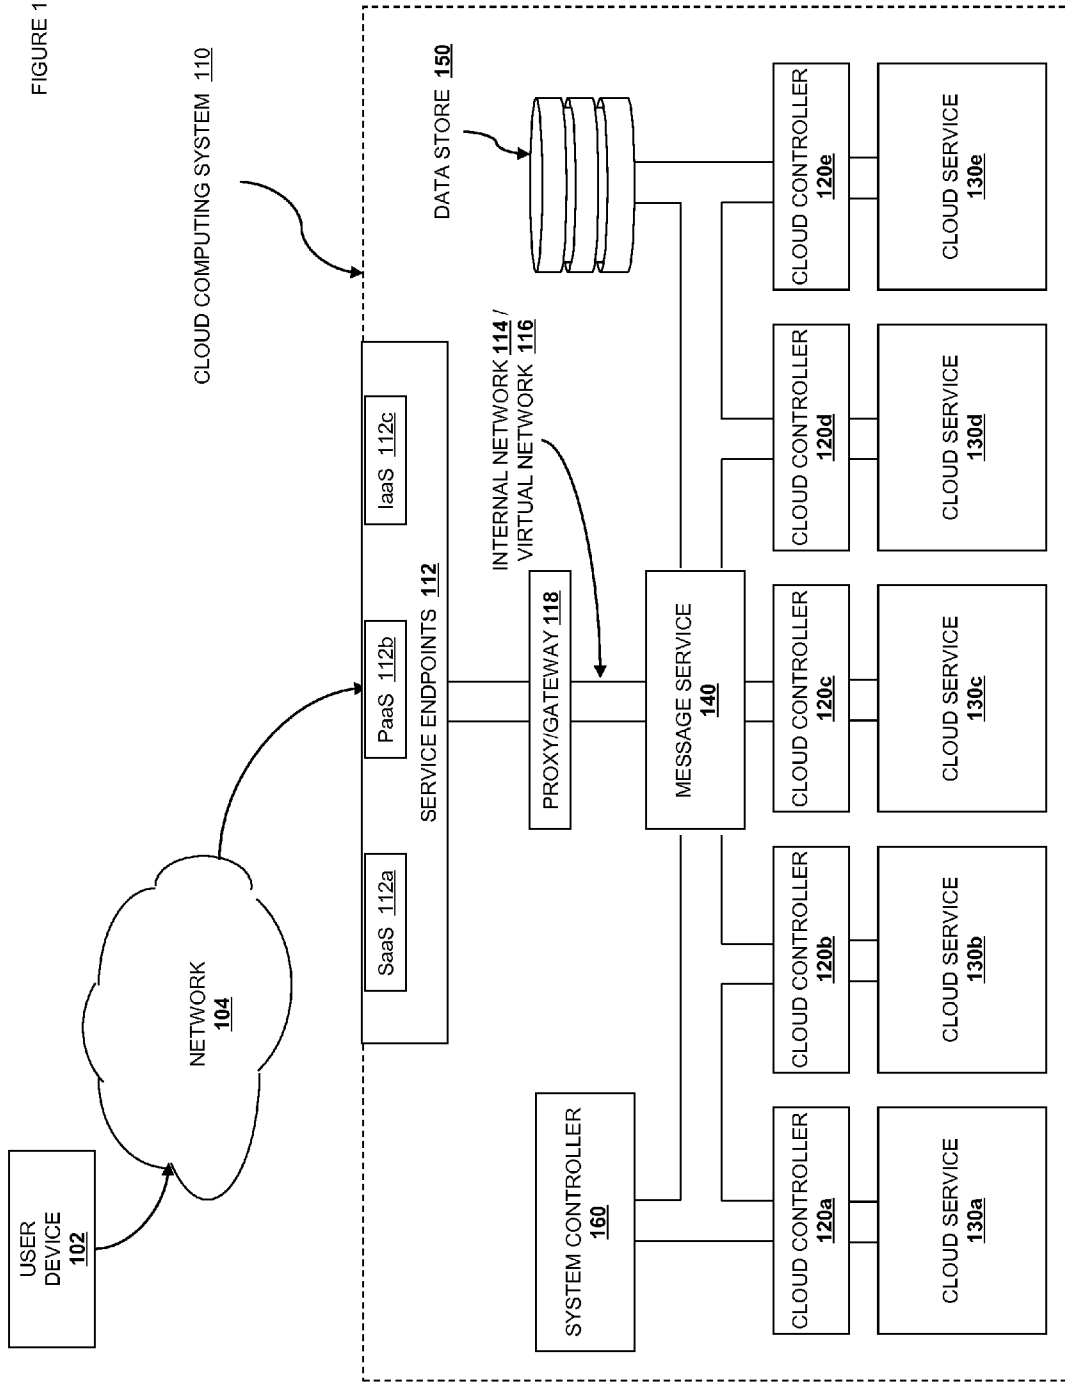 FIGURE 1
USER
DEVICE
102
NETWORK
104
CLOUD COMPUTING SYSTEM 110
SaaS 112a
PaaS 112b
IaaS 112c
SERVICE ENDPOINTS 112
PROXY/GATEWAY 118
INTERNAL NETWORK 114 /
VIRTUAL NETWORK 116
DATA STORE 150
SYSTEM CONTROLLER
160
MESSAGE SERVICE
140
CLOUD CONTROLLER
120a
CLOUD CONTROLLER
120b
CLOUD CONTROLLER
120c
CLOUD CONTROLLER
120d
CLOUD CONTROLLER
120e
CLOUD SERVICE
130a
CLOUD SERVICE
130b
CLOUD SERVICE
130c
CLOUD SERVICE
130d
CLOUD SERVICE
130e